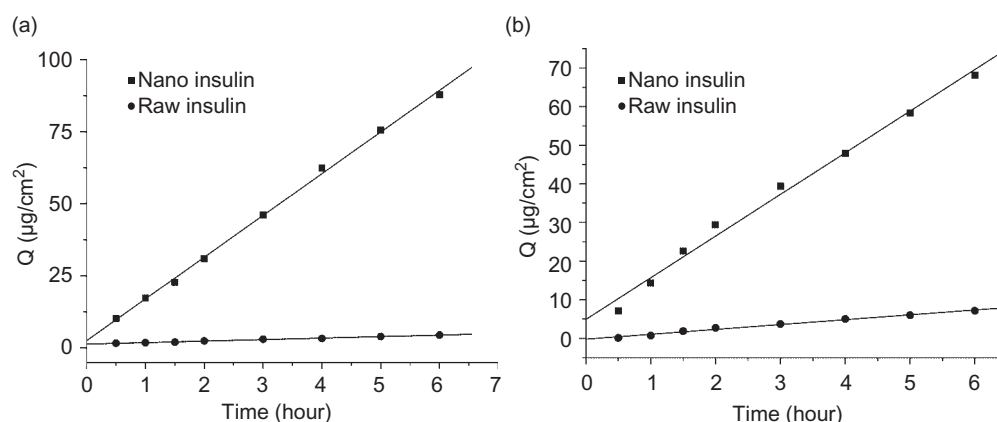 (a)
100
75
50
25
0
Q (µg/cm²)
Nano insulin
Raw insulin
0 1 2 3 4 5 6 7
Time (hour)
(b)
70
60
50
40
30
20
10
0
Q (µg/cm²)
Nano insulin
Raw insulin
0 1 2 3 4 5 6
Time (hour)